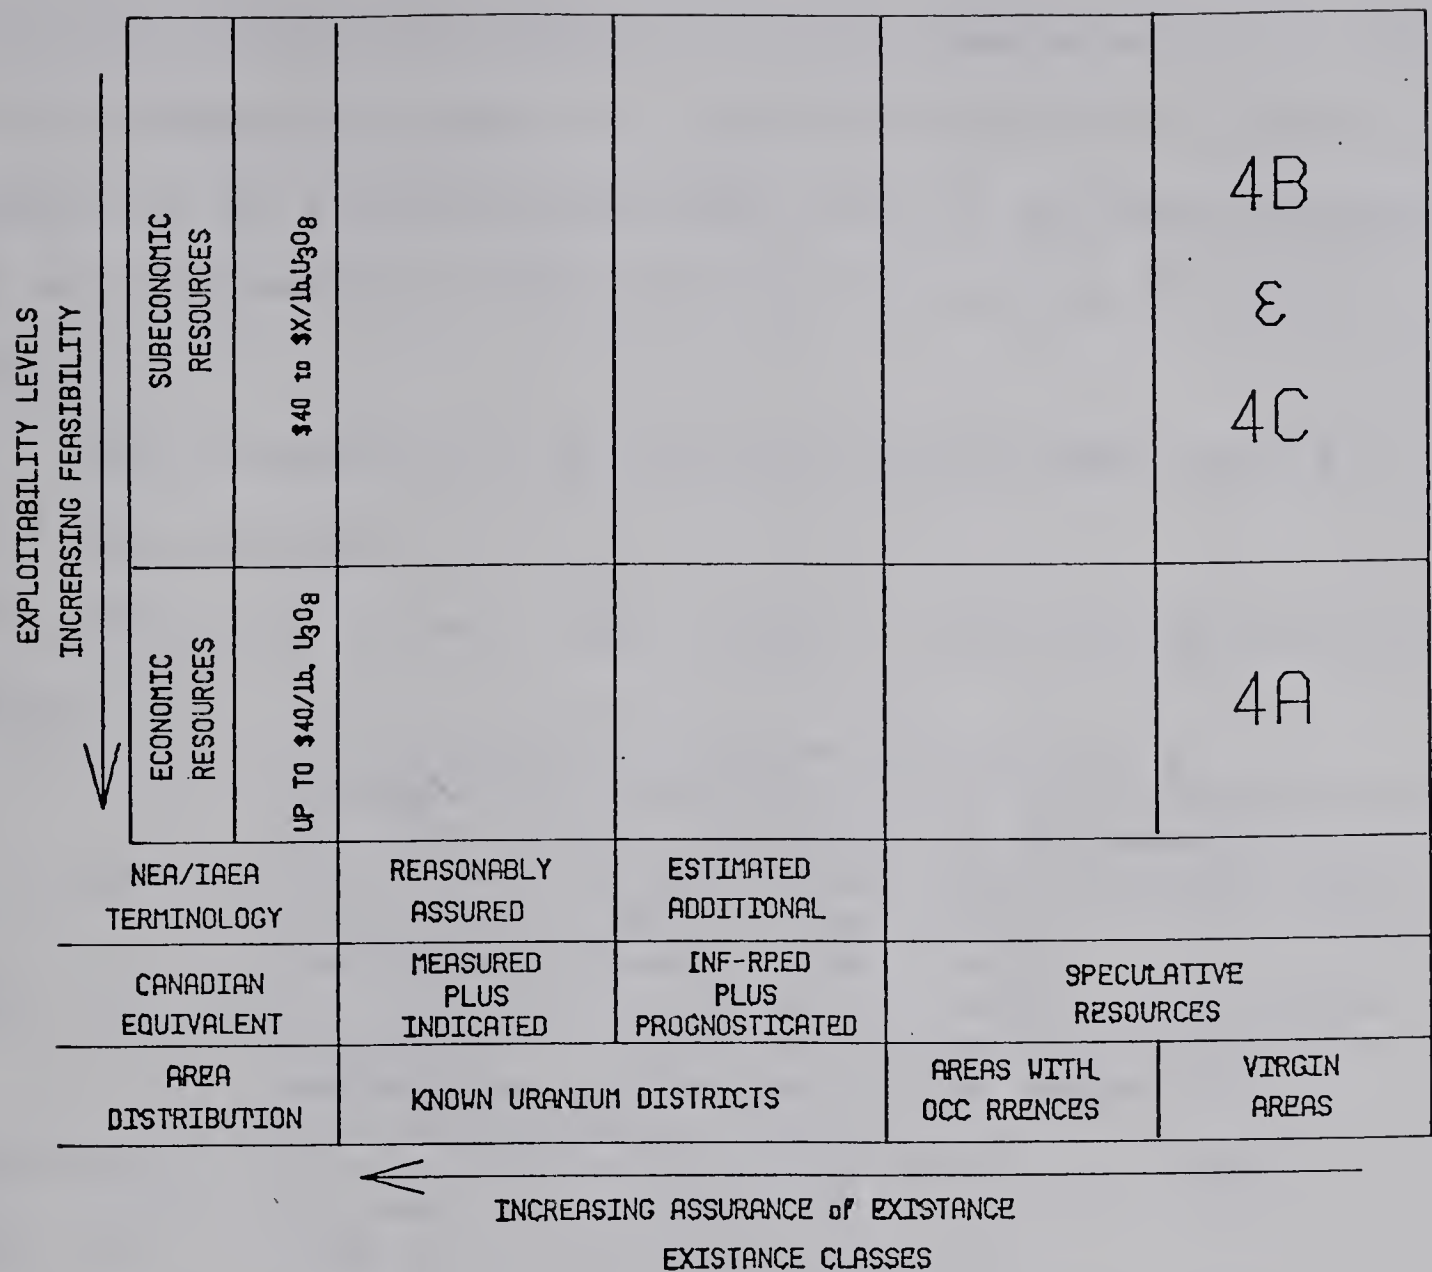 EXPLOITABILITY LEVELS
INCREASING FEASIBILITY
SUBECONOMIC
RESOURCES
$40 to $X/lb.U3O8
4B
ε
4C
ECONOMIC
RESOURCES
UP TO $40/lb. U3O8
4A
NEA/IAEA
TERMINOLOGY
REASONABLY
ASSURED
ESTIMATED
ADDITIONAL
CANADIAN
EQUIVALENT
MEASURED
PLUS
INDICATED
INF-RRED
PLUS
PROGNOSTICATED
SPECULATIVE
RESOURCES
AREA
DISTRIBUTION
KNOWN URANIUM DISTRICTS
AREAS WITH
OCC RRENCES
VIRGIN
AREAS
INCREASING ASSURANCE of EXISTANCE
EXISTANCE CLASSES